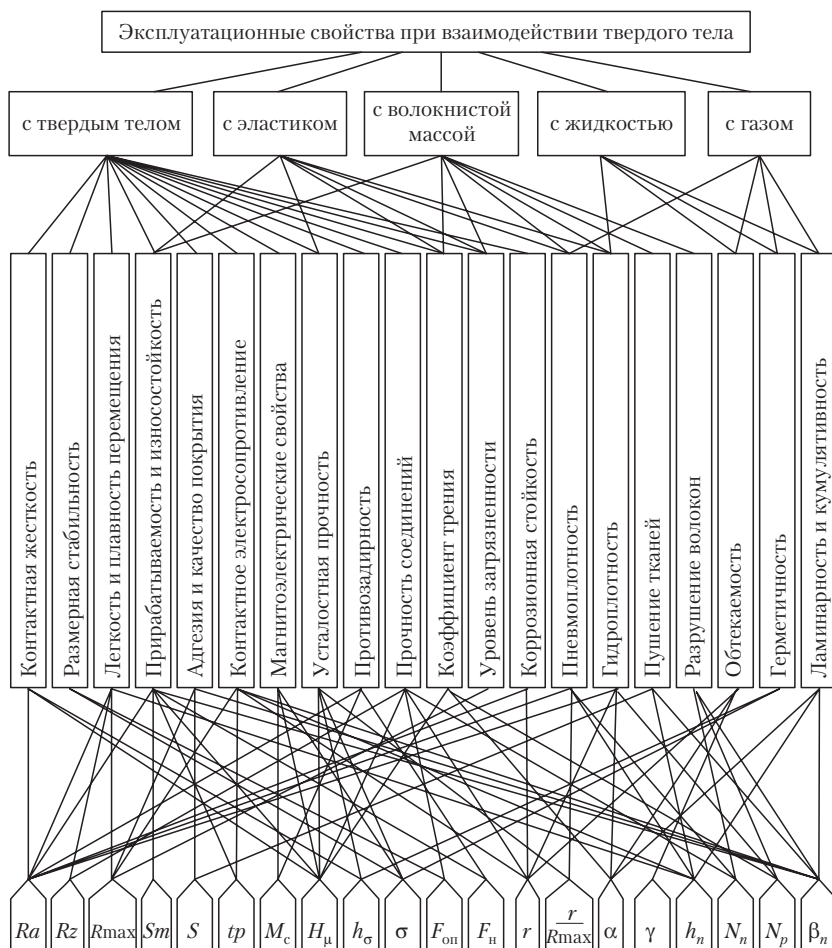 Эксплуатационные свойства при взаимодействии твердого тела
с твердым телом
с эластиком
с волокнистой
массой
с жидкостью
с газом
Контактная жесткость
Размерная стабильность
Легкость и плавность перемещения
Прирабатываемость и износостойкость
Адгезия и качество покрытия
Контактное электросопротивление
Магнитоэлектрические свойства
Усталостная прочность
Противозадирность
Прочность соединений
Коэффициент трения
Уровень загрязненности
Коррозионная стойкость
Пневмоплотность
Гидроплотность
Пушение тканей
Разрушение волокон
Обтекаемость
Герметичность
Ламинарность и кумулятивность
Ra
Rz
Rmax
Sm
S
tp
Mс
Hμ
hσ
σ
Fоп
Fн
r
r
Rmax
α
γ
hn
Nn
Np
βn